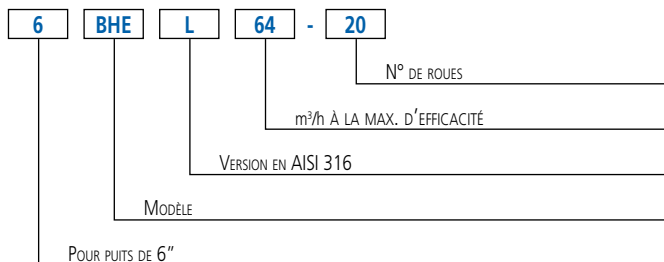 6 BHE L 64 - 20
N° DE ROUES
m³/h À LA MAX. D'EFFICACITÉ
VERSION EN AISI 316
MODÈLE
POUR PUITS DE 6"